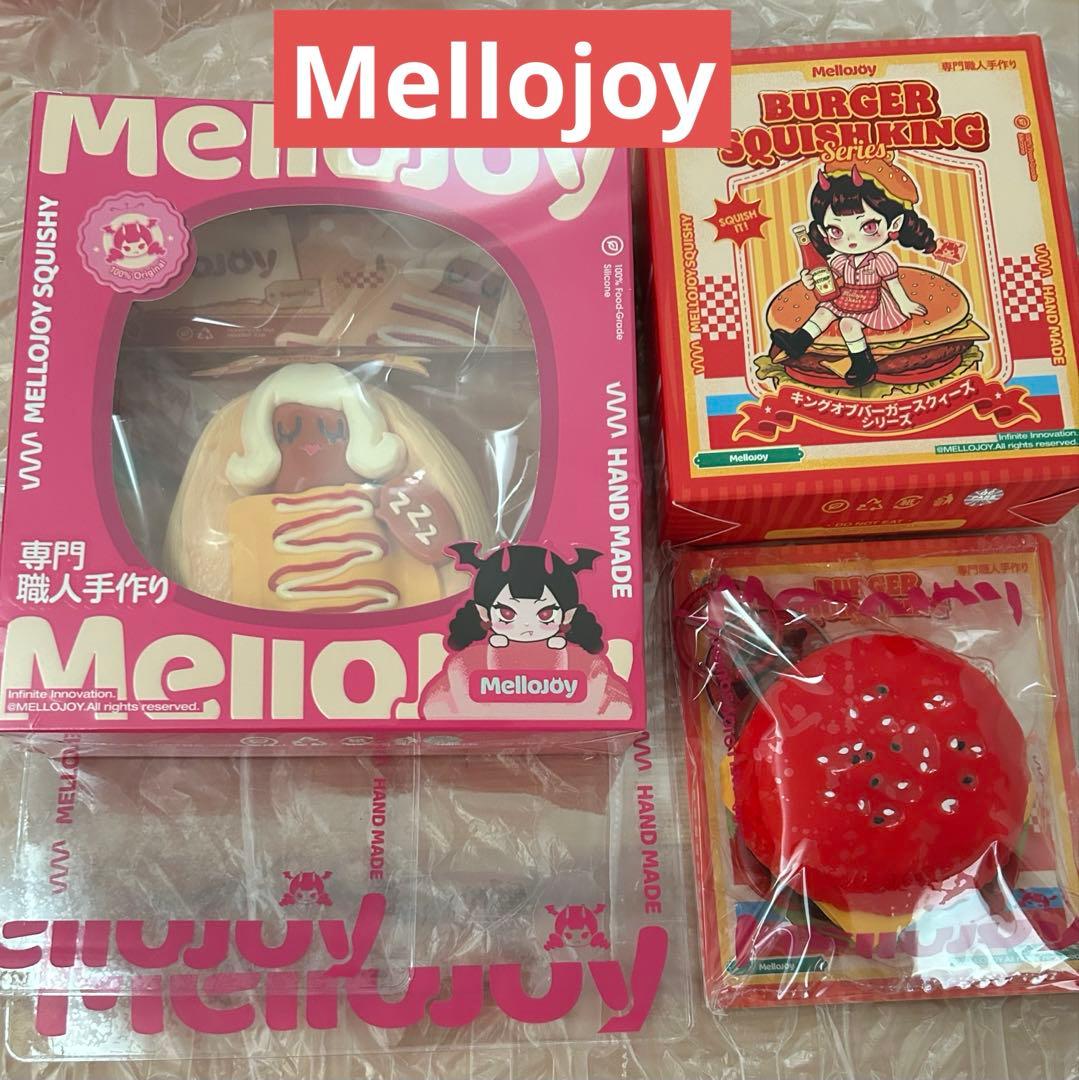 Mellojoy
Mellojoy
MELLOJOY SQUISHY
100% Original
100% Food-Grade
Silicone
HAND MADE
ZZZ
専門
職人手作り
Mellojoy
Mellojoy
Infinite Innovation.
@MELLOJOY.All rights reserved.
Mellojoy
専門職人手作り
BURGER
SQUISH KING
Series
SQUISH
IT!
MELLOJOY SQUISHY
HAND MADE
キングオブバーガースクィーズ
シリーズ
Infinite Innovation.
@MELLOJOY.All rights reserved.
Mellojoy
DO NOT EAT
専門職人手作り
BURGER
Mellojoy
HAND MADE
HAND MADE
Mellojoy
Mellojoy